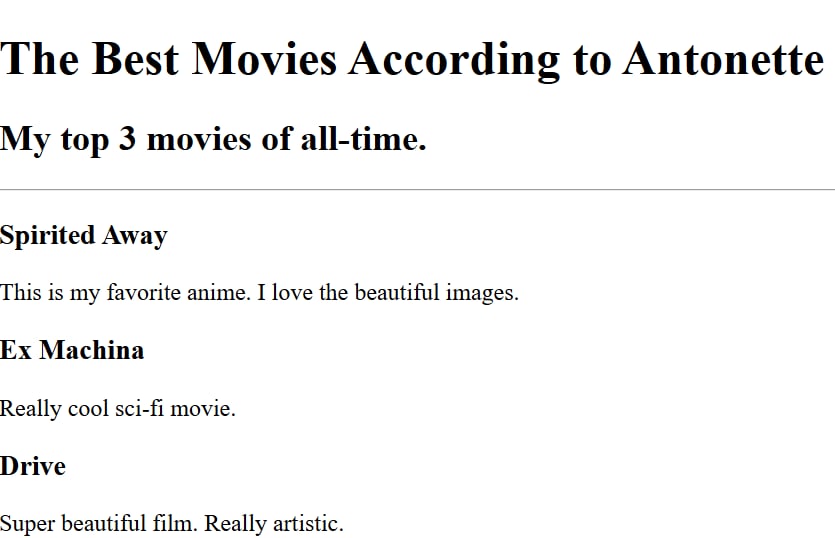 The Best Movies According to Antonette
My top 3 movies of all-time.
Spirited Away
This is my favorite anime. I love the beautiful images.
Ex Machina
Really cool sci-fi movie.
Drive
Super beautiful film. Really artistic.